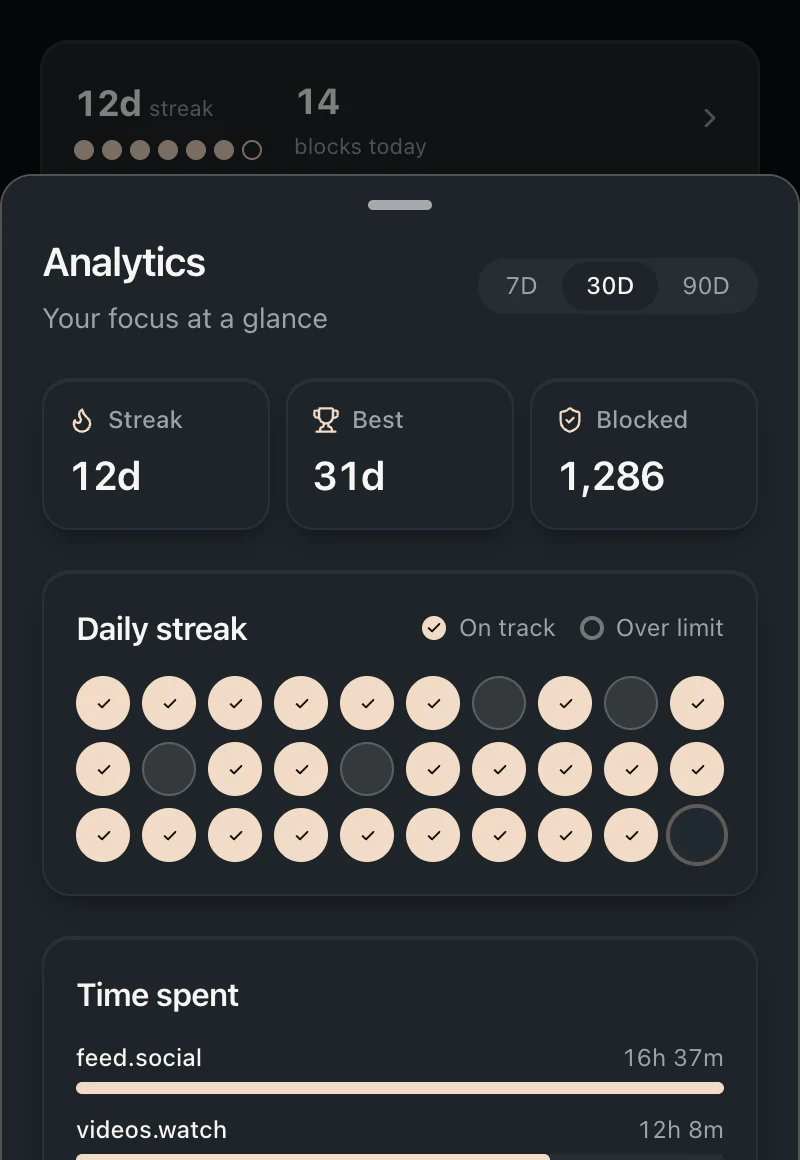 12d streak
14
blocks today
Analytics
Your focus at a glance
7D 30D 90D
Streak
12d
Best
31d
Blocked
1,286
Daily streak
On track
Over limit
Time spent
feed.social 16h 37m
videos.watch 12h 8m